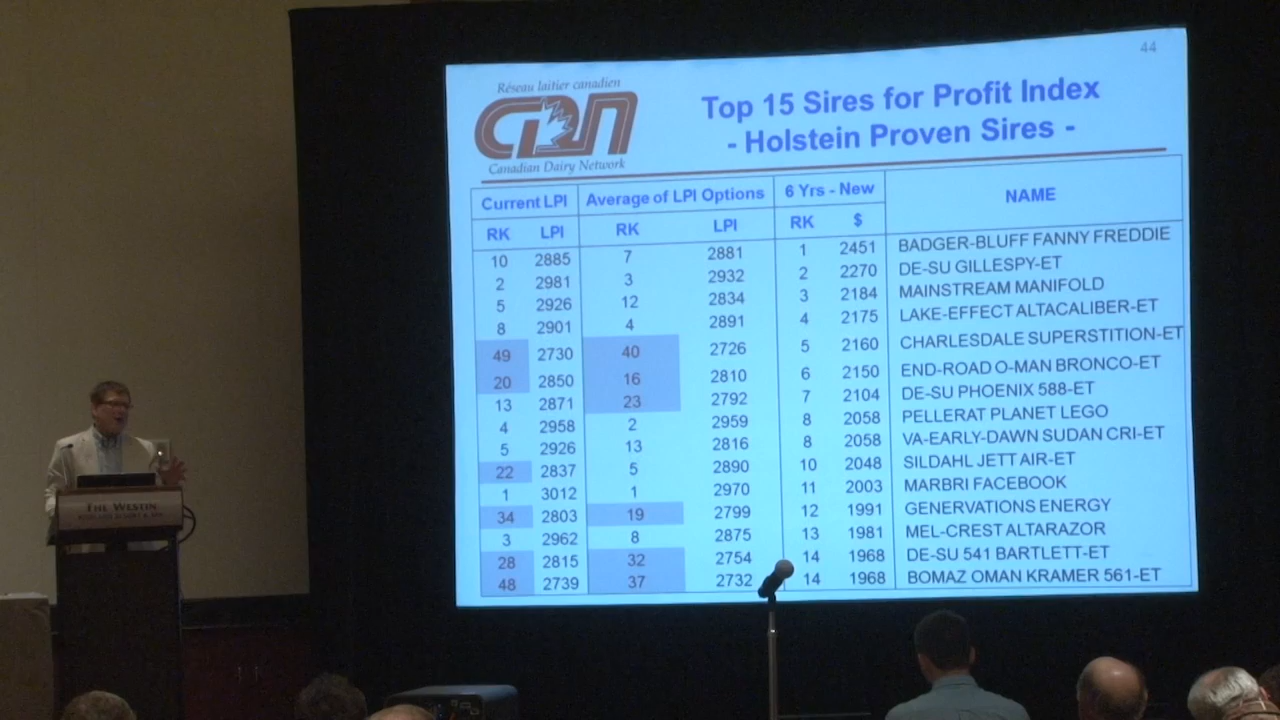 44
Réseau laitier canadien
CDN
Canadian Dairy Network
Top 15 Sires for Profit Index
- Holstein Proven Sires -
Current LPI Average of LPI Options 6 Yrs - New NAME
RK LPI RK LPI RK $
10 2885 7 2881 1 2451 BADGER-BLUFF FANNY FREDDIE
2 2981 3 2932 2 2270 DE-SU GILLESPY-ET
5 2926 12 2834 3 2184 MAINSTREAM MANIFOLD
8 2901 4 2891 4 2175 LAKE-EFFECT ALTACALIBER-ET
49 2730 40 2726 5 2160 CHARLESDALE SUPERSTITION-ET
20 2850 16 2810 6 2150 END-ROAD O-MAN BRONCO-ET
13 2871 23 2792 7 2104 DE-SU PHOENIX 588-ET
4 2958 2 2959 8 2058 PELLERAT PLANET LEGO
5 2926 13 2816 8 2058 VA-EARLY-DAWN SUDAN CRI-ET
22 2837 5 2890 10 2048 SILDAHL JETT AIR-ET
1 3012 1 2970 11 2003 MARBRI FACEBOOK
34 2803 19 2799 12 1991 GENERVATIONS ENERGY
3 2962 8 2875 13 1981 MEL-CREST ALTARAZOR
28 2815 32 2754 14 1968 DE-SU 541 BARTLETT-ET
48 2739 37 2732 14 1968 BOMAZ OMAN KRAMER 561-ET
THE WESTIN